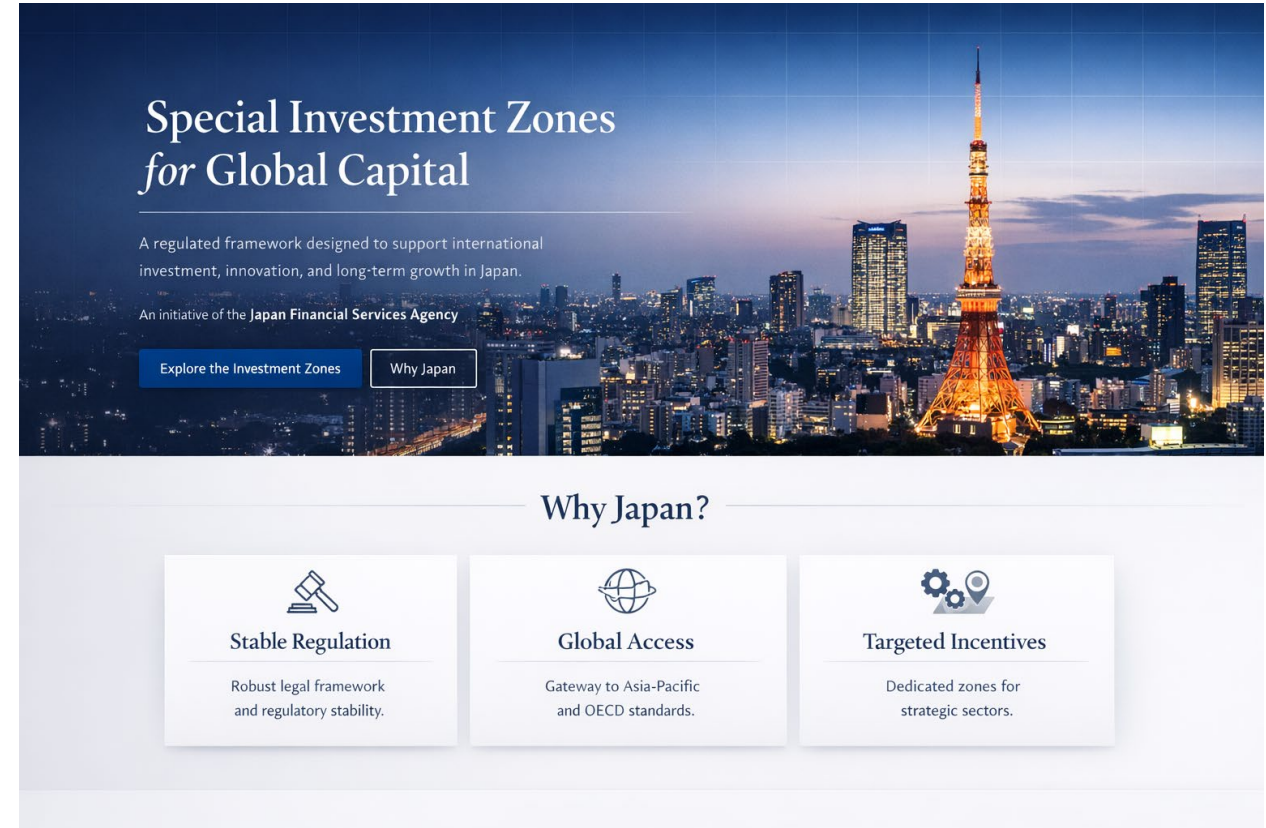 Special Investment Zones
for Global Capital
A regulated framework designed to support international
investment, innovation, and long-term growth in Japan.
An initiative of the Japan Financial Services Agency
Explore the Investment Zones
Why Japan
Why Japan?
Stable Regulation
Robust legal framework
and regulatory stability.
Global Access
Gateway to Asia-Pacific
and OECD standards.
Targeted Incentives
Dedicated zones for
strategic sectors.